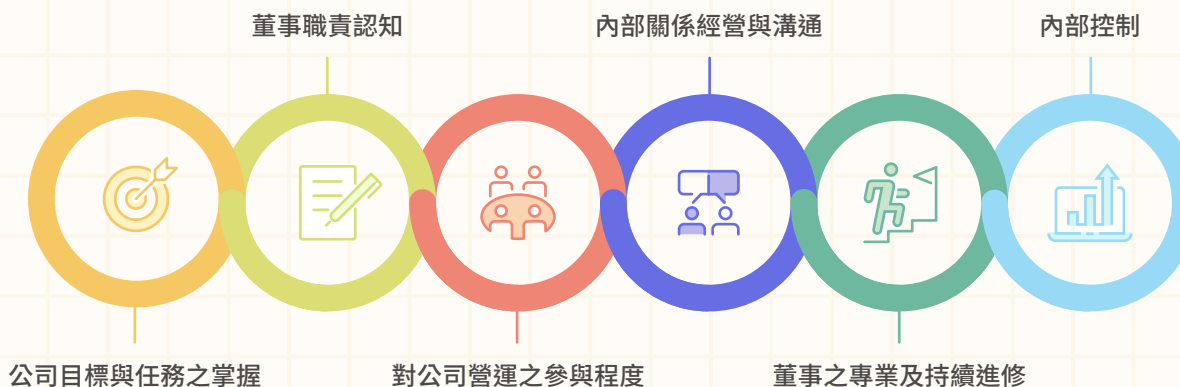 董事職責認知
內部關係經營與溝通
內部控制
公司目標與任務之掌握
對公司營運之參與程度
董事之專業及持續進修